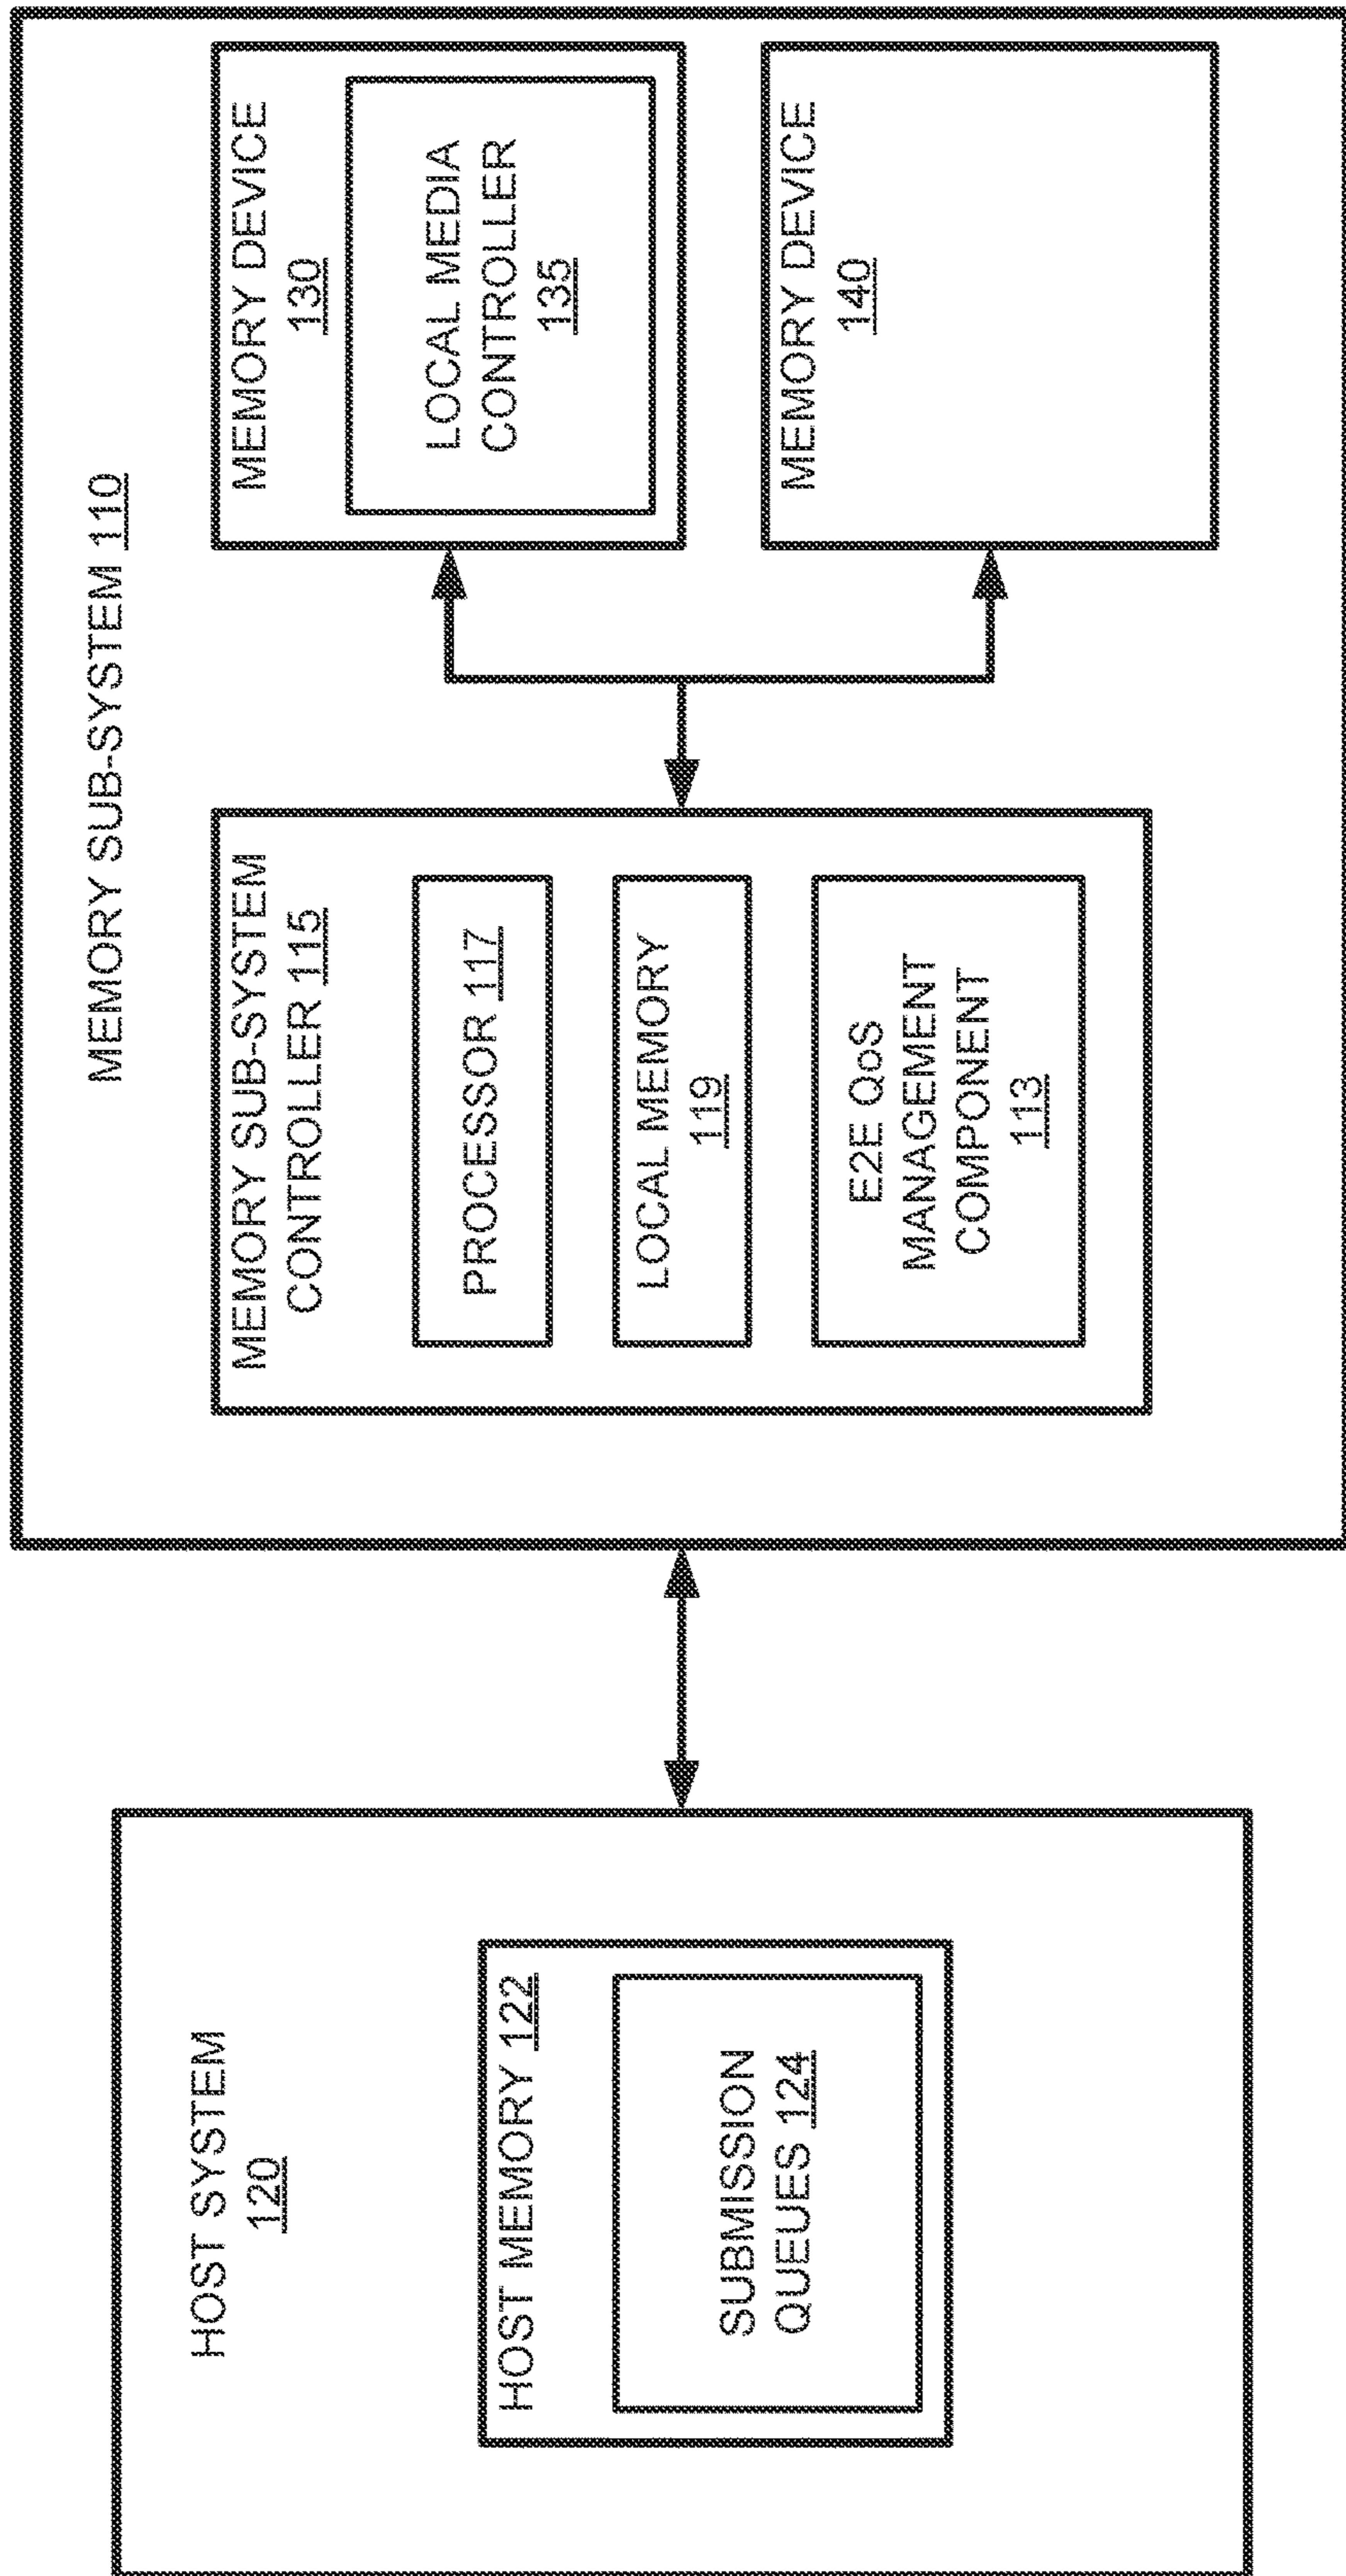 HOST SYSTEM
120
HOST MEMORY 122
SUBMISSION
QUEUES 124
MEMORY SUB-SYSTEM 110
MEMORY SUB-SYSTEM
CONTROLLER 115
PROCESSOR 117
LOCAL MEMORY
119
E2E QoS
MANAGEMENT
COMPONENT
113
MEMORY DEVICE
130
LOCAL MEDIA
CONTROLLER
135
MEMORY DEVICE
140